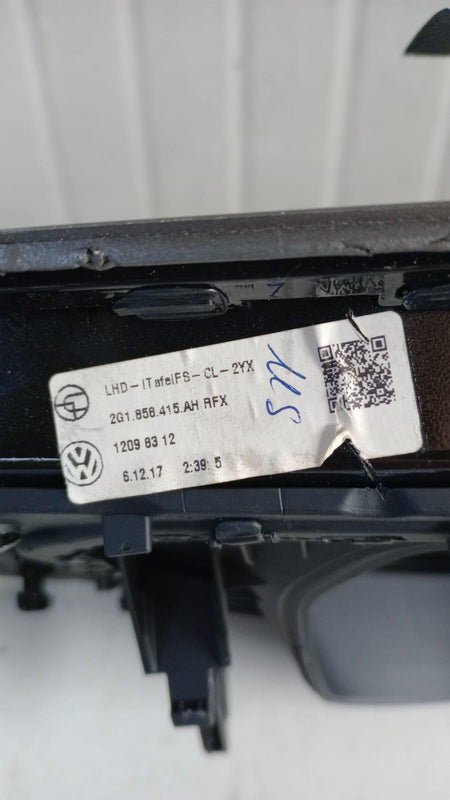 LHD-ITafelFS-CL-2YX
2G1.858.415.AH RFX
1209 83 12
6.12.17 2:39: 5